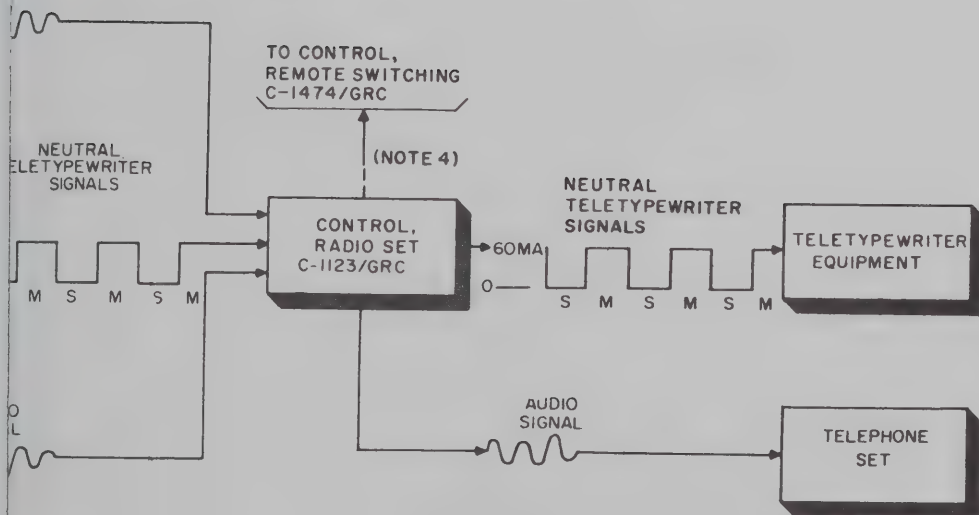 TO CONTROL,
REMOTE SWITCHING
C-1474/GRC
(NOTE 4)
NEUTRAL
ELETYPEWRITER
SIGNALS
M S M S M
CONTROL,
RADIO SET
C-1123/GRC
NEUTRAL
TELETYPEWRITER
SIGNALS
60MA
0
S M S M S M
TELETYPEWRITER
EQUIPMENT
O
L
AUDIO
SIGNAL
TELEPHONE
SET